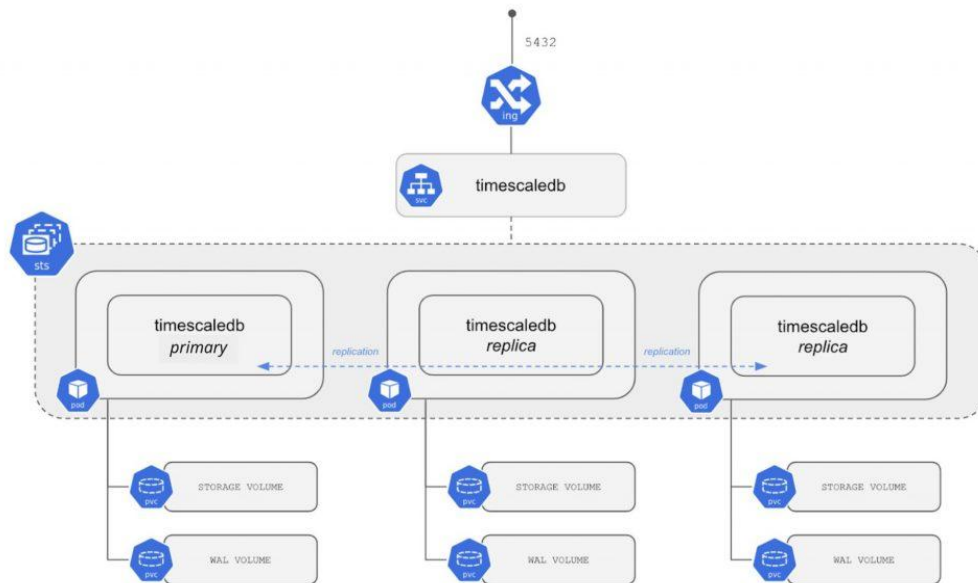 5432
ing
svc
timescaledb
sts
timescaledb
primary
timescaledb
replica
timescaledb
replica
replication
replication
pod
pod
pod
pvc
STORAGE VOLUME
pvc
STORAGE VOLUME
pvc
STORAGE VOLUME
pvc
WAL VOLUME
pvc
WAL VOLUME
pvc
WAL VOLUME